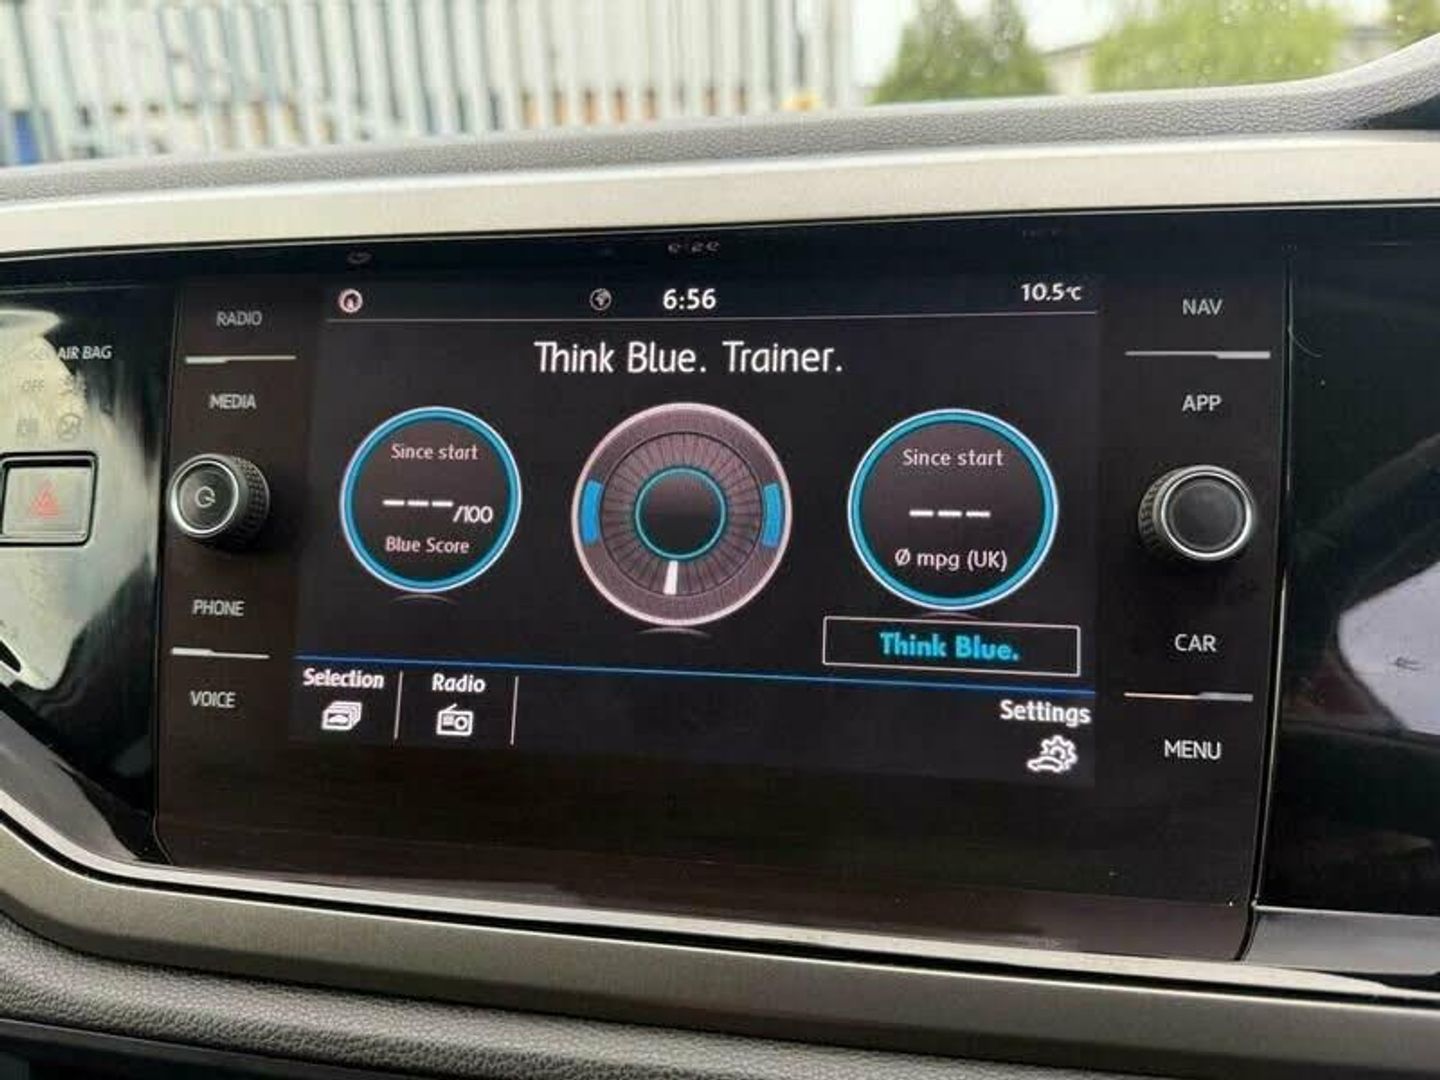 6:56
10.5°C
RADIO
MEDIA
PHONE
VOICE
AIR BAG
OFF
Think Blue. Trainer.
Since start
---/100
Blue Score
Since start
---
Ø mpg (UK)
Think Blue.
Selection
Radio
Settings
NAV
APP
CAR
MENU